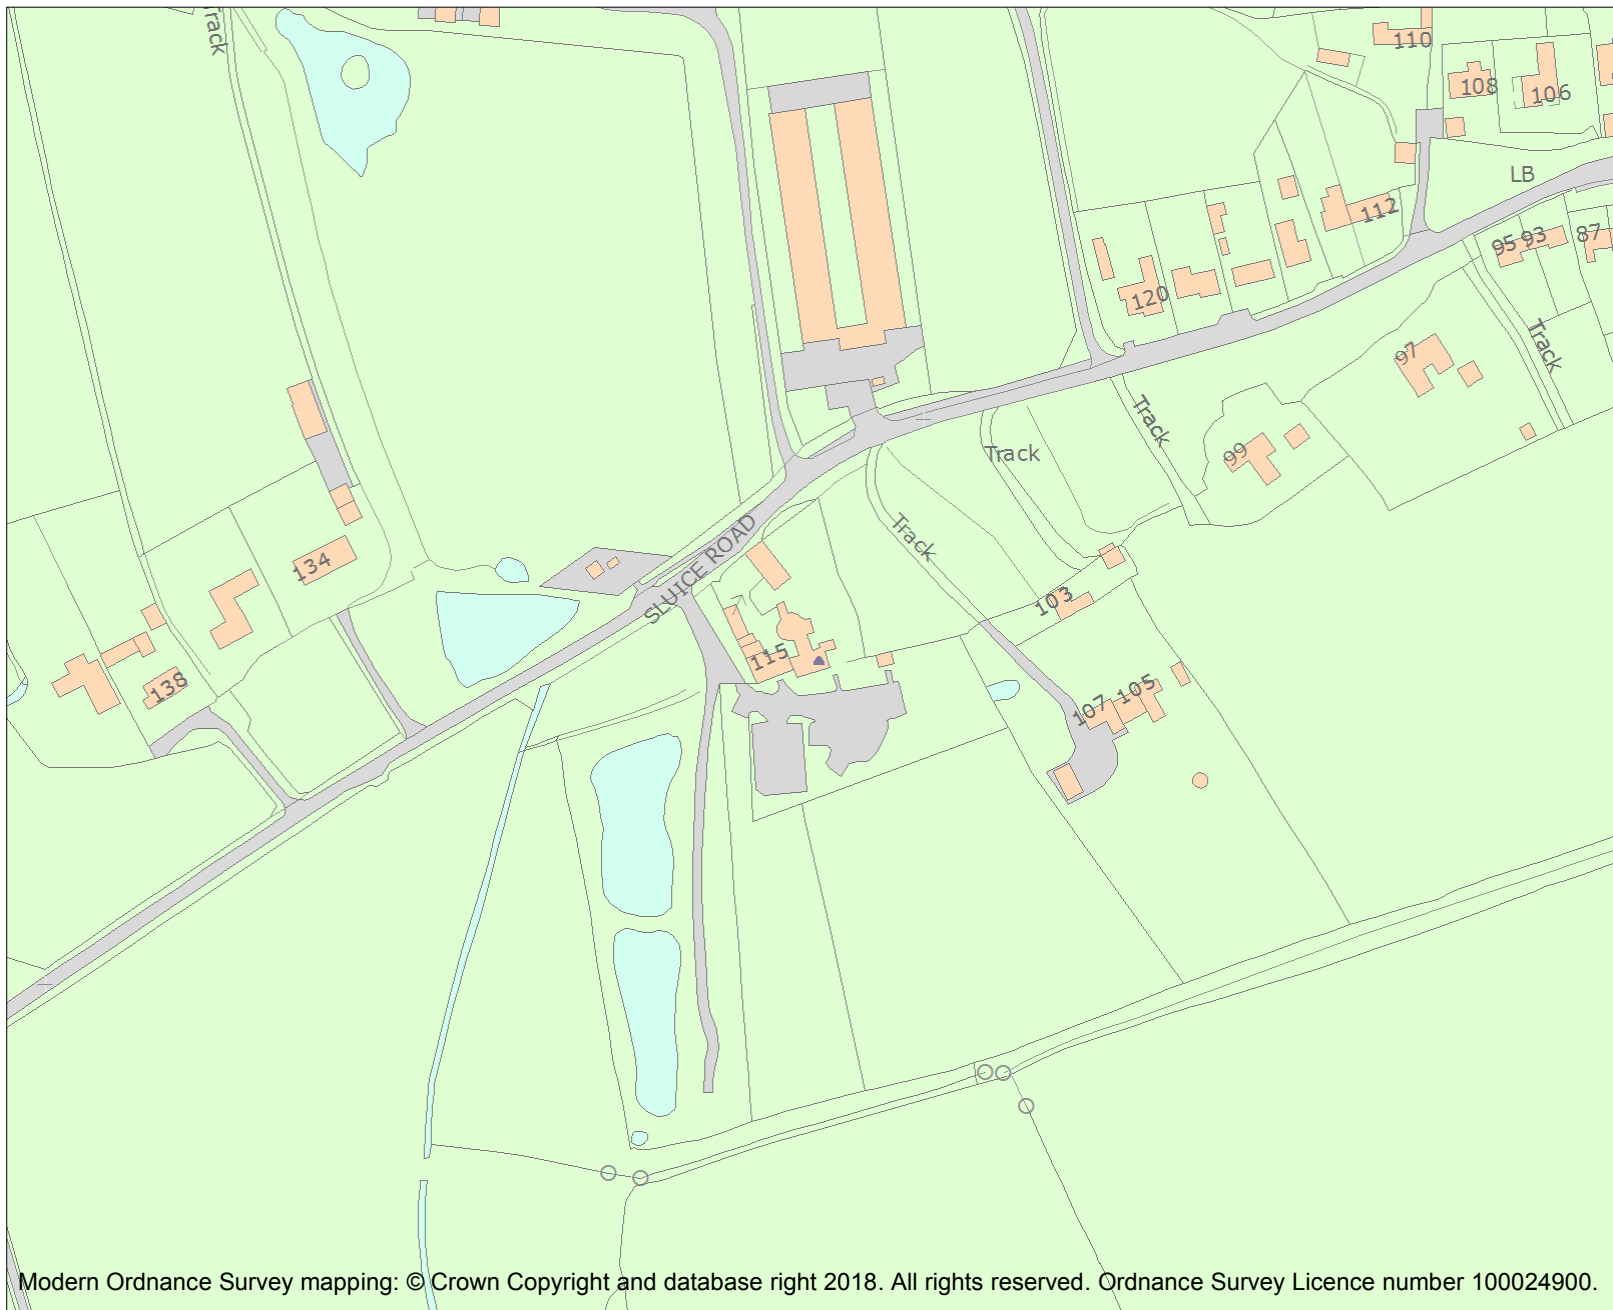 Track
110
108
106
LB
112
95
93
87
120
97
Track
Track
Track
99
Track
SLUICE ROAD
134
103
115
138
107
105
Modern Ordnance Survey mapping: © Crown Copyright and database right 2018. All rights reserved. Ordnance Survey Licence number 100024900.